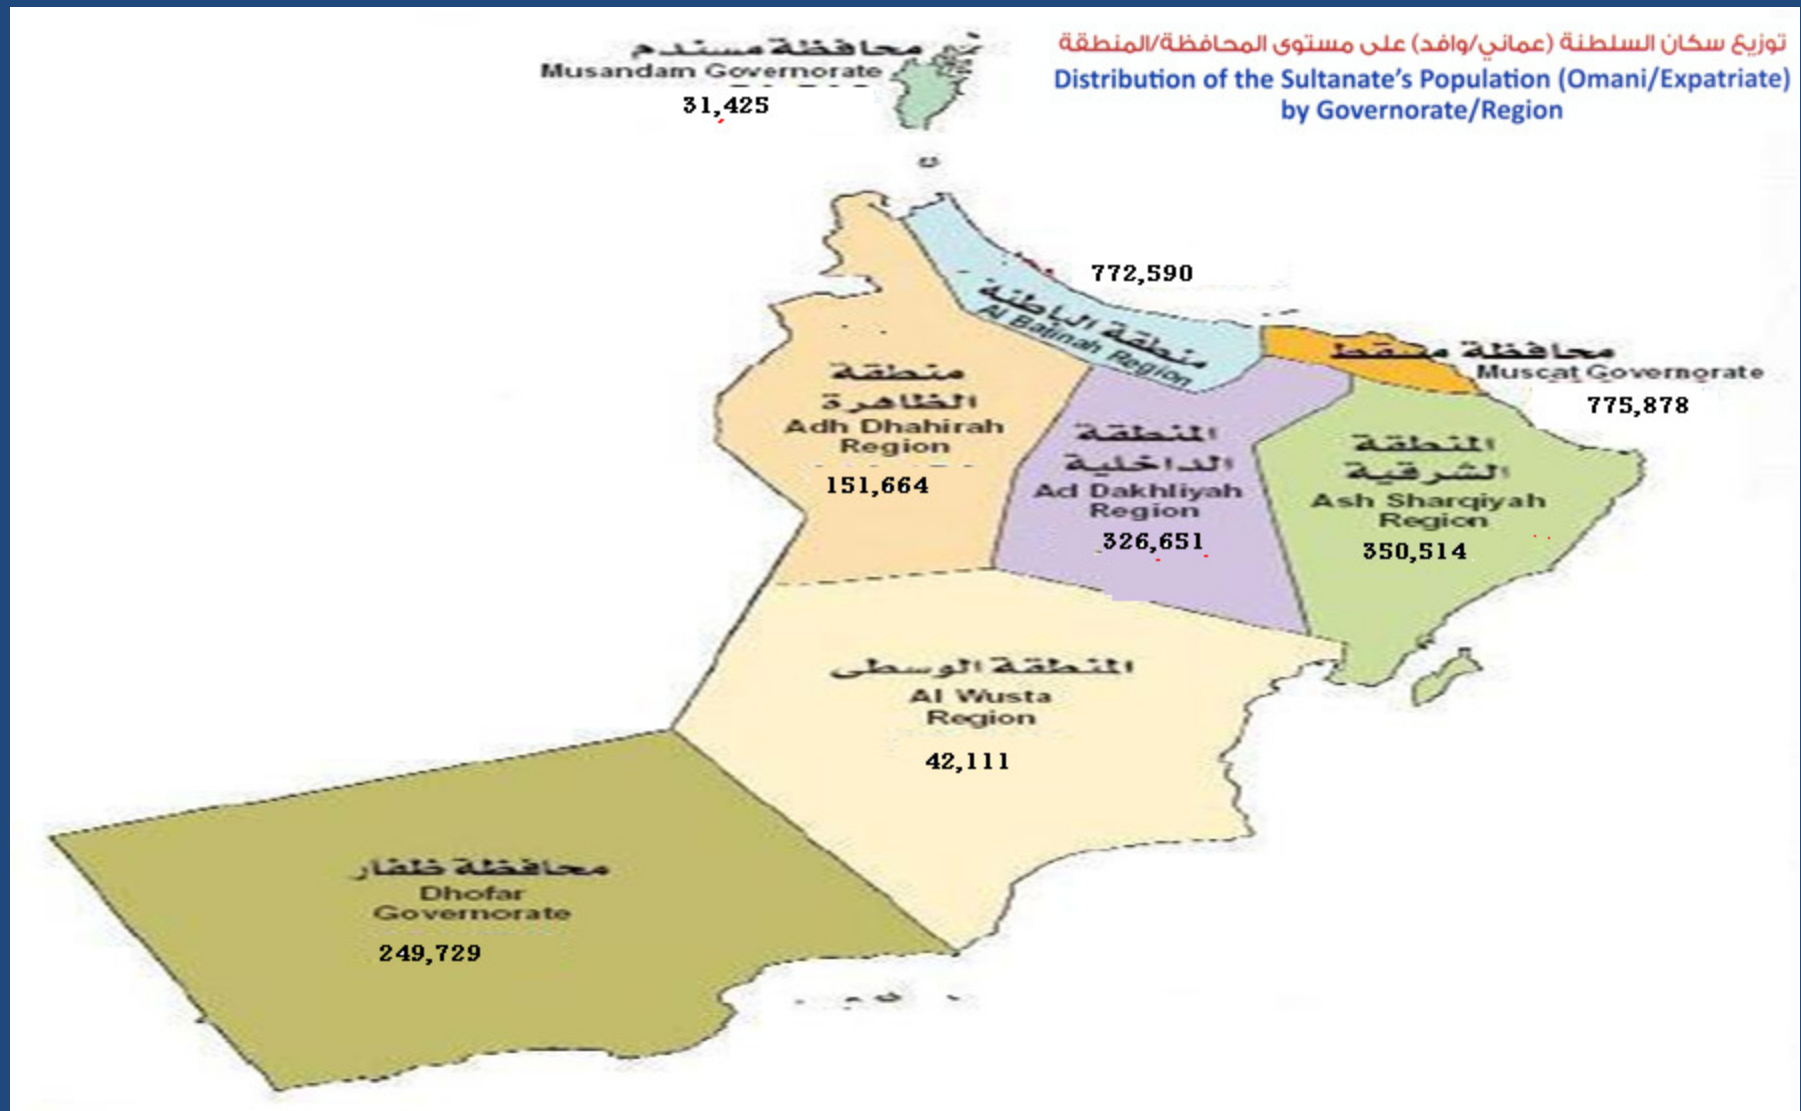 توزيع سكان السلطنة (عماني/وافد) على مستوى المحافظة/المنطقة
Distribution of the Sultanate's Population (Omani/Expatriate)
by Governorate/Region
محافظة مسندم
Musandam Governorate
31,425
772,590
منطقة الباطنة
Al Batinah Region
محافظة مسقط
Muscat Governorate
775,878
منطقة
الظاهرة
Adh Dhahirah
Region
151,664
المنطقة
الداخلية
Ad Dakhliyah
Region
326,651
المنطقة
الشرقية
Ash Sharqiyah
Region
350,514
المنطقة الوسطى
Al Wusta
Region
42,111
محافظة ظفار
Dhofar
Governorate
249,729